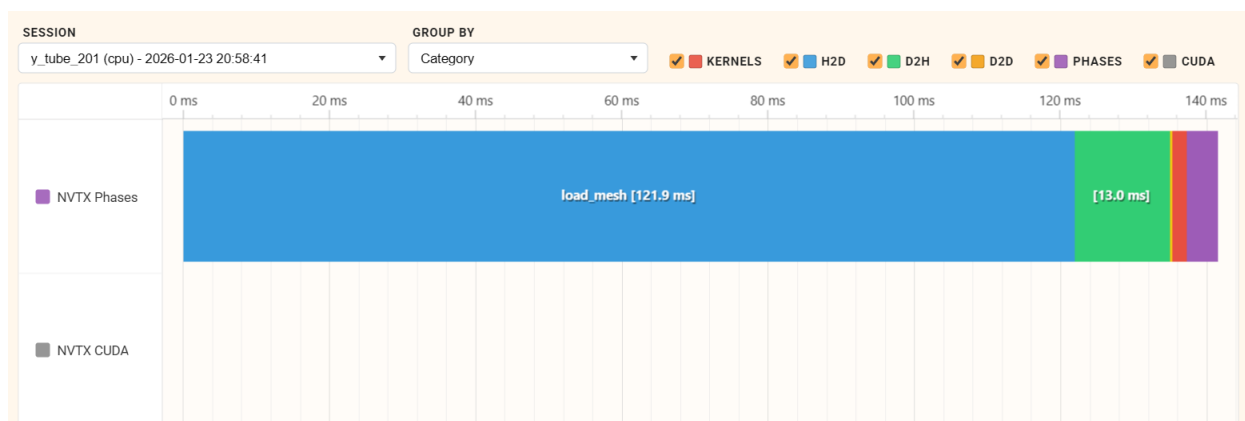 SESSION
GROUP BY
y_tube_201 (cpu) - 2026-01-23 20:58:41
Category
KERNELS
H2D
D2H
D2D
PHASES
CUDA
0 ms
20 ms
40 ms
60 ms
80 ms
100 ms
120 ms
140 ms
NVTX Phases
load_mesh [121.9 ms]
[13.0 ms]
NVTX CUDA